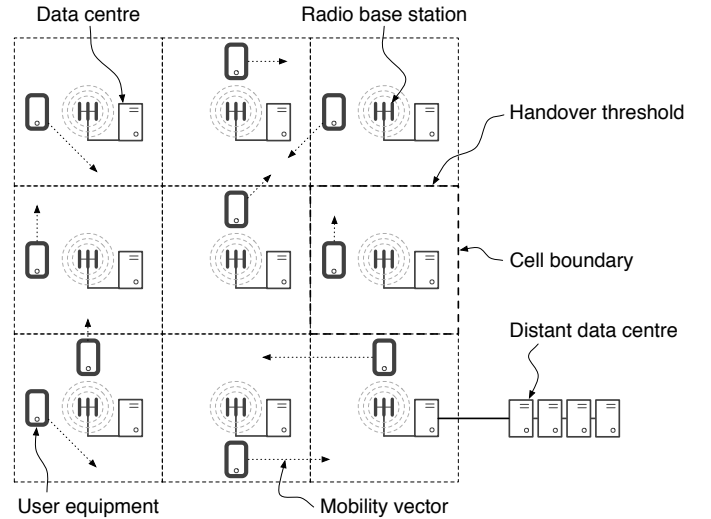 Data centre
Radio base station
Handover threshold
Cell boundary
Distant data centre
User equipment
Mobility vector